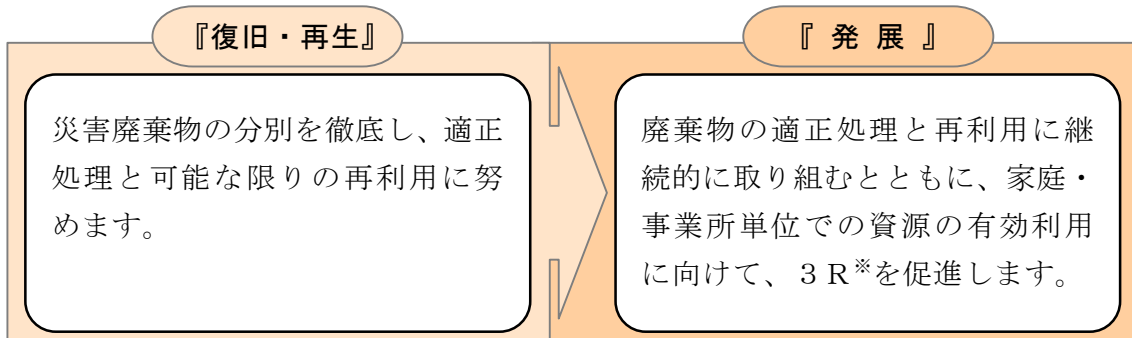 『復旧・再生』
災害廃棄物の分別を徹底し、適正
処理と可能な限りの再利用に努
めます。
『 発 展 』
廃棄物の適正処理と再利用に継
続的に取り組むとともに、家庭・
事業所単位での資源の有効利用
に向けて、３Ｒ※を促進します。